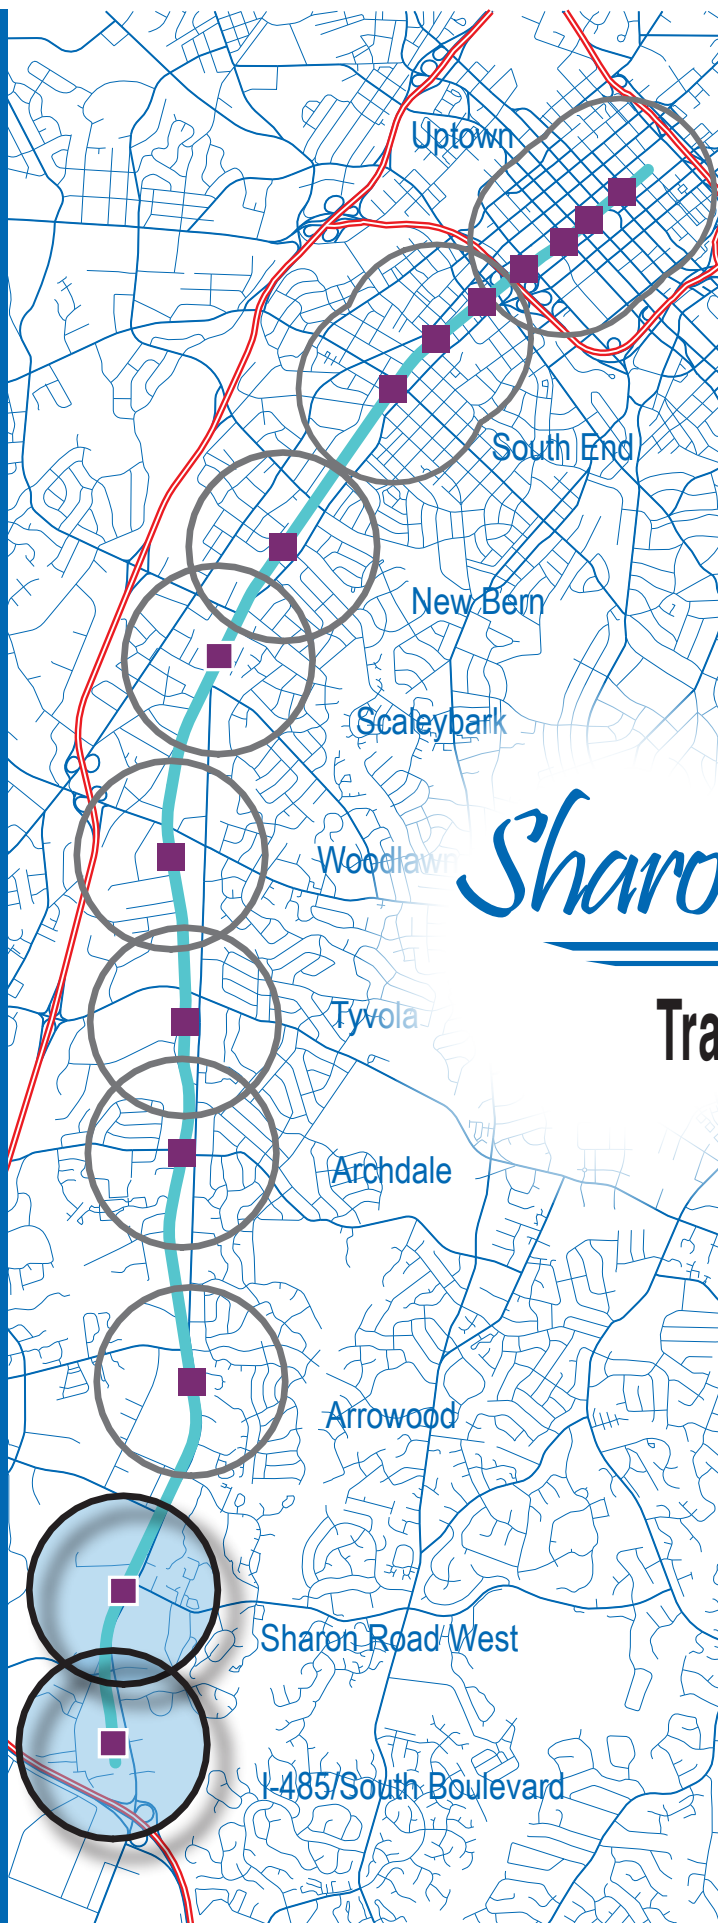 Uptown
South End
New Bern
Scaleybark
Woodlawn
Sharo
Tyvola
Tra
Archdale
Arrowood
Sharon Road West
I-485/South Boulevard